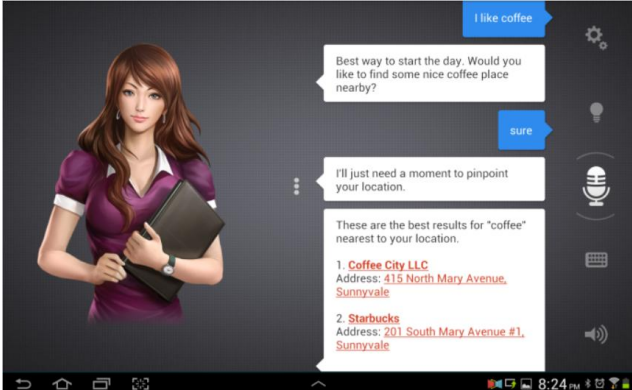 I like coffee
Best way to start the day. Would you
like to find some nice coffee place
nearby?
sure
I'll just need a moment to pinpoint
your location.
These are the best results for "coffee"
nearest to your location.
1. Coffee City LLC
Address: 415 North Mary Avenue,
Sunnyvale
2. Starbucks
Address: 201 South Mary Avenue #1,
Sunnyvale
8:24 PM